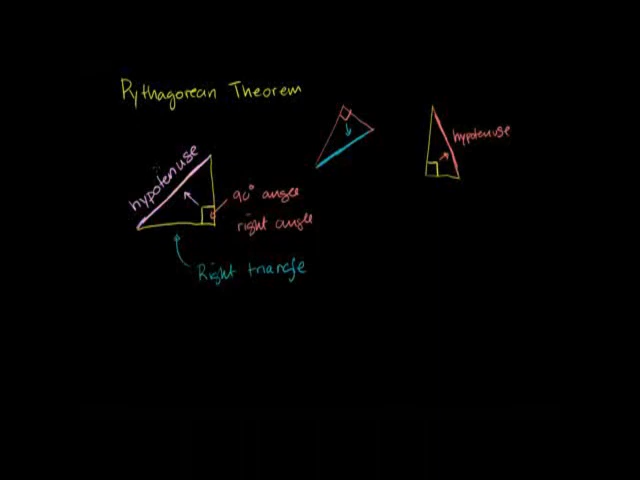 Pythagorean Theorem
hypotenuse
hypotenuse
90° angle
right angle
Right triangle